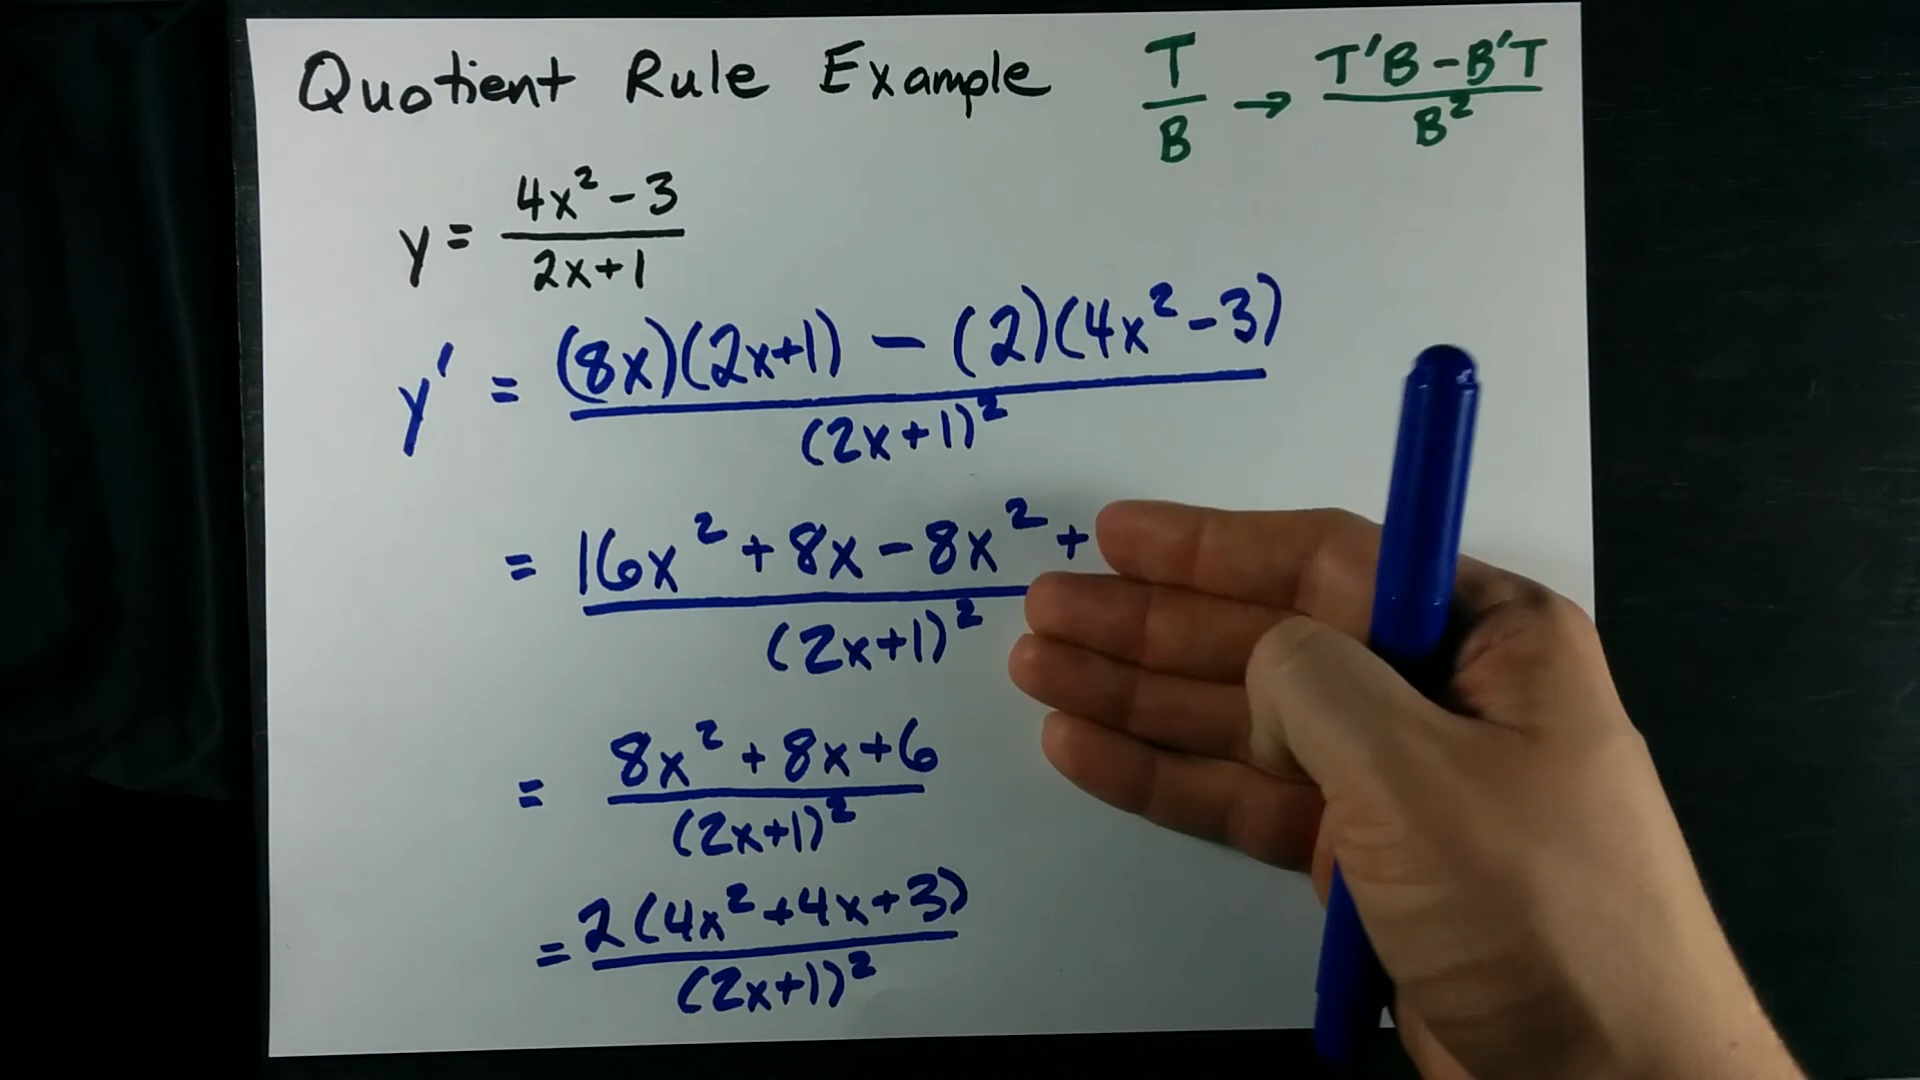 Quotient Rule Example
T/B → (T'B - B'T)/B²
y = (4x² - 3)/(2x + 1)
y' = ((8x)(2x+1) - (2)(4x² - 3))/(2x+1)²
= (16x² + 8x - 8x² +)/(2x+1)²
= (8x² + 8x + 6)/(2x+1)²
= 2(4x² + 4x + 3)/(2x+1)²